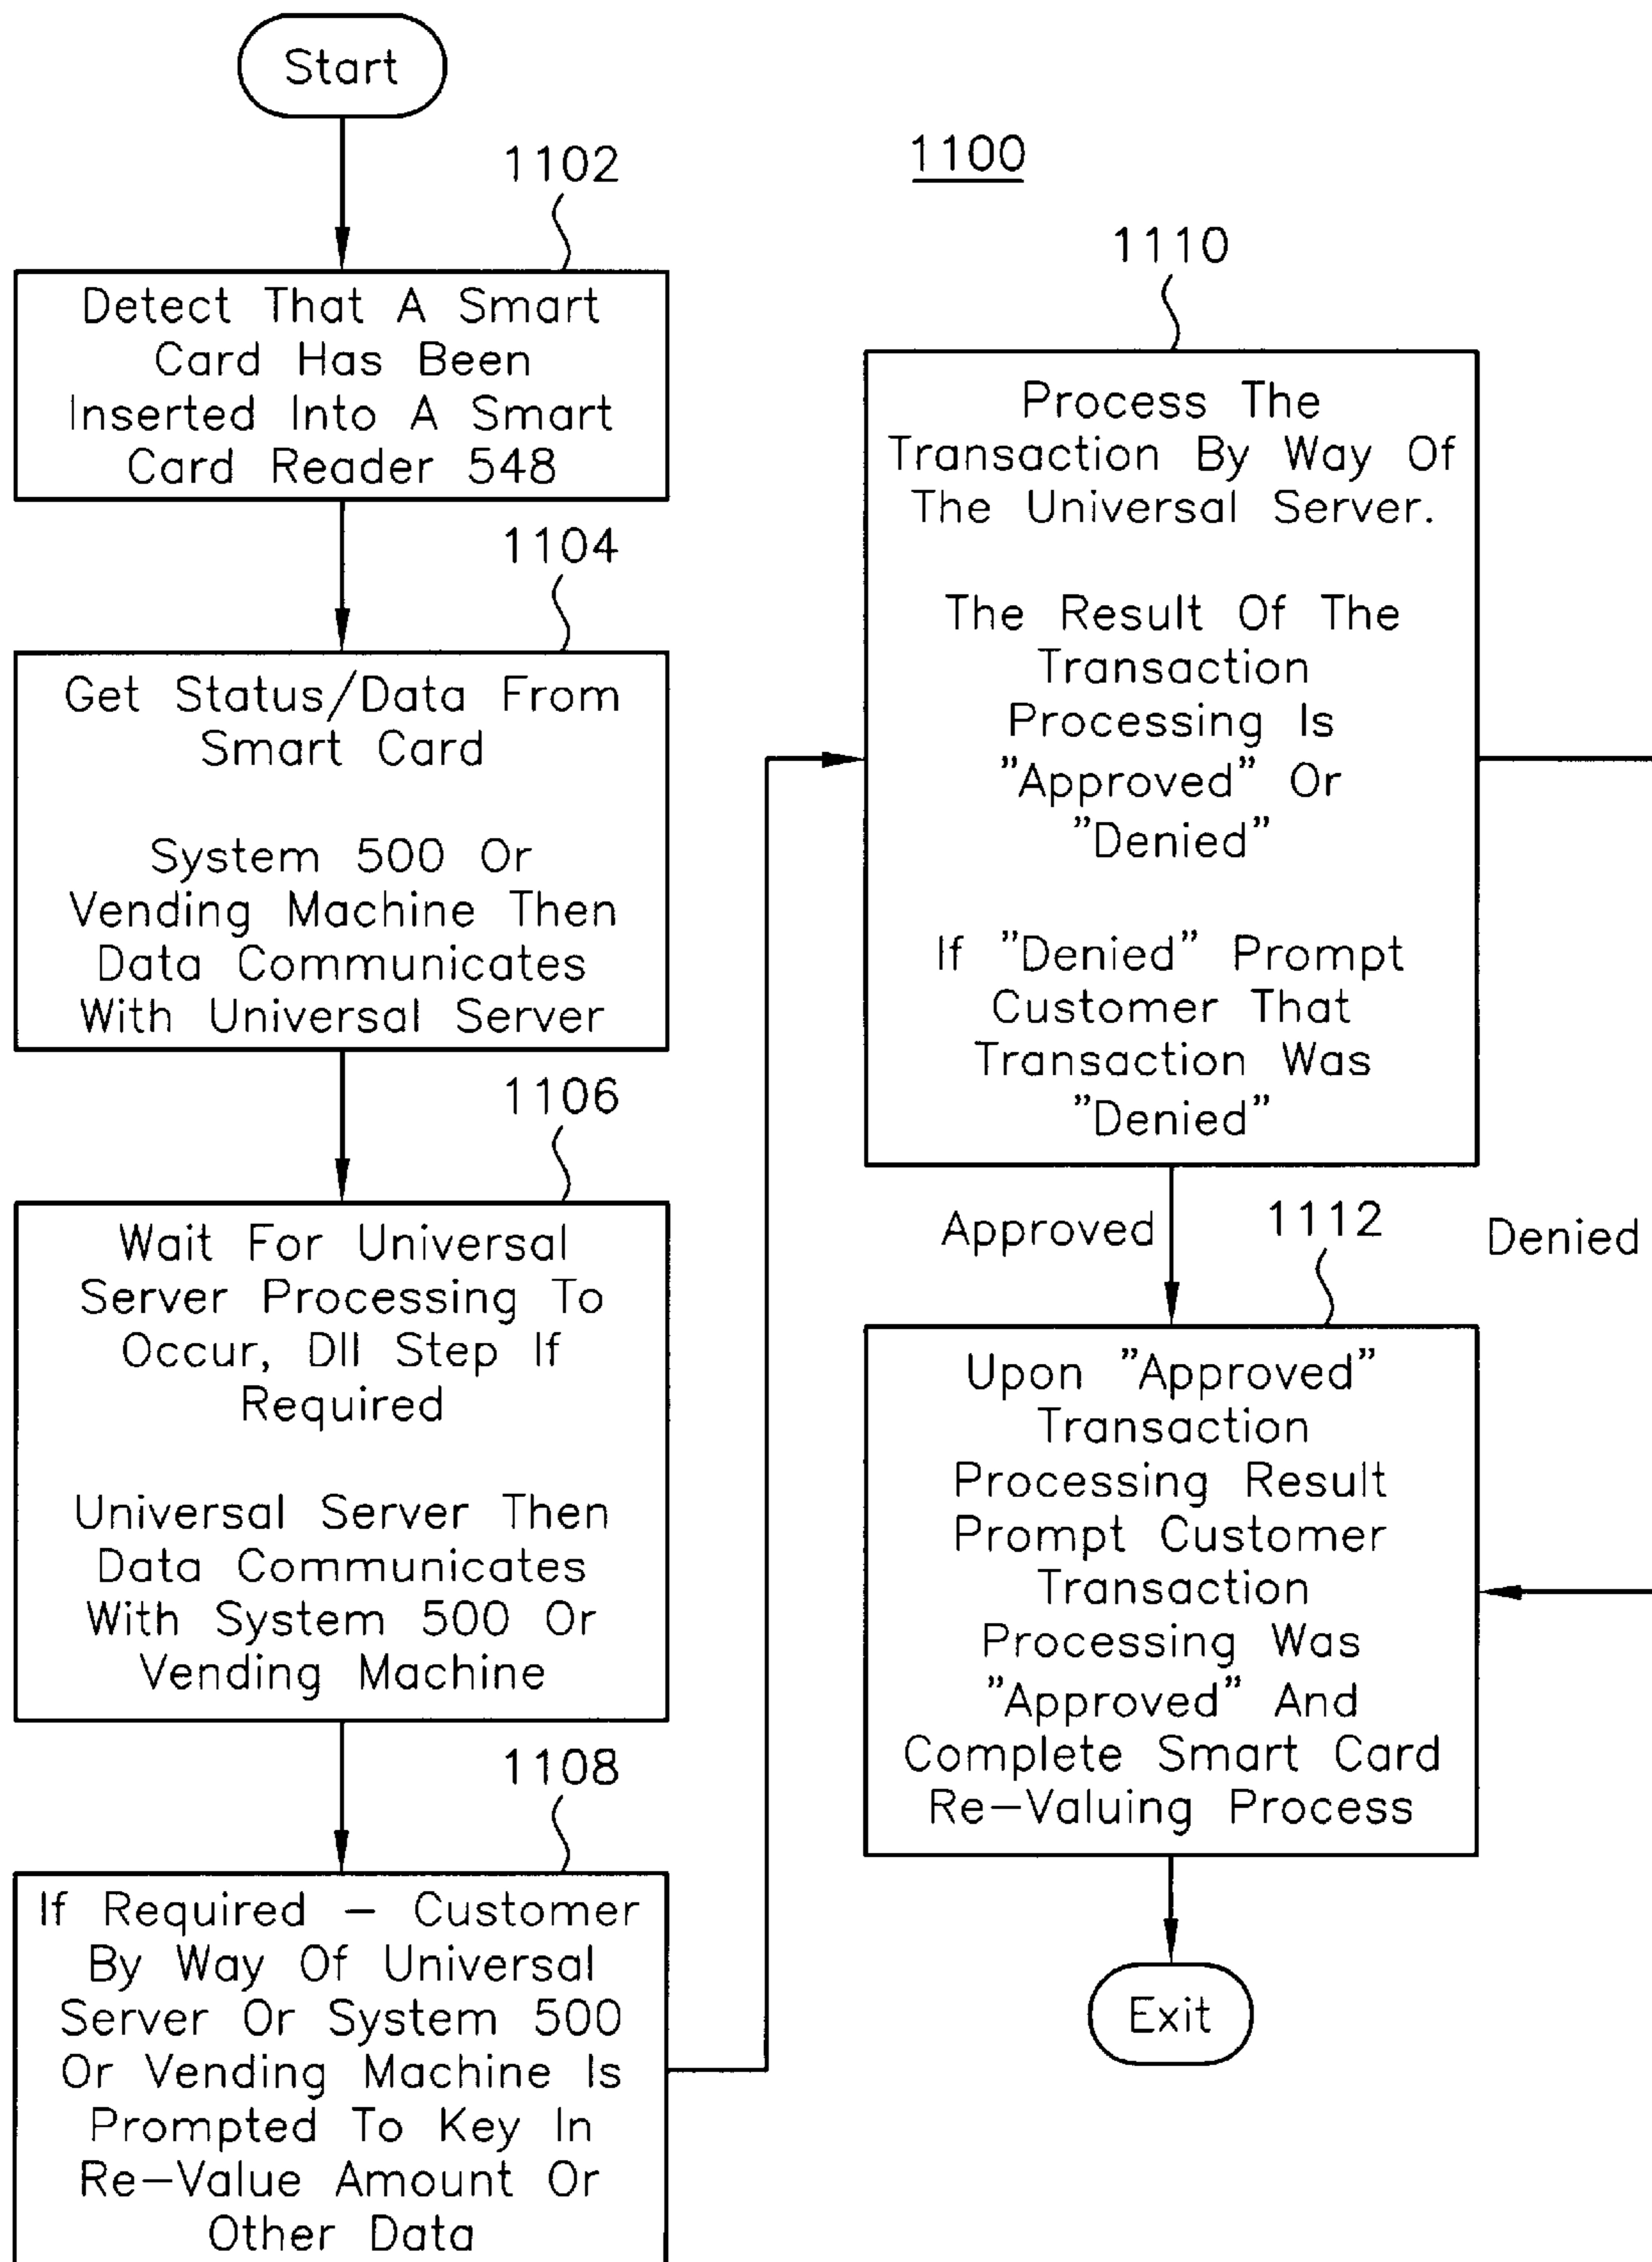 Start
1102
Detect That A Smart
Card Has Been
Inserted Into A Smart
Card Reader 548
1104
Get Status/Data From
Smart Card
System 500 Or
Vending Machine Then
Data Communicates
With Universal Server
1106
Wait For Universal
Server Processing To
Occur, DII Step If
Required
Universal Server Then
Data Communicates
With System 500 Or
Vending Machine
1108
If Required – Customer
By Way Of Universal
Server Or System 500
Or Vending Machine Is
Prompted To Key In
Re–Value Amount Or
Other Data
1100
1110
Process The
Transaction By Way Of
The Universal Server.
The Result Of The
Transaction
Processing Is
"Approved" Or
"Denied"
If "Denied" Prompt
Customer That
Transaction Was
"Denied"
Approved
1112
Denied
Upon "Approved"
Transaction
Processing Result
Prompt Customer
Transaction
Processing Was
"Approved" And
Complete Smart Card
Re–Valuing Process
Exit